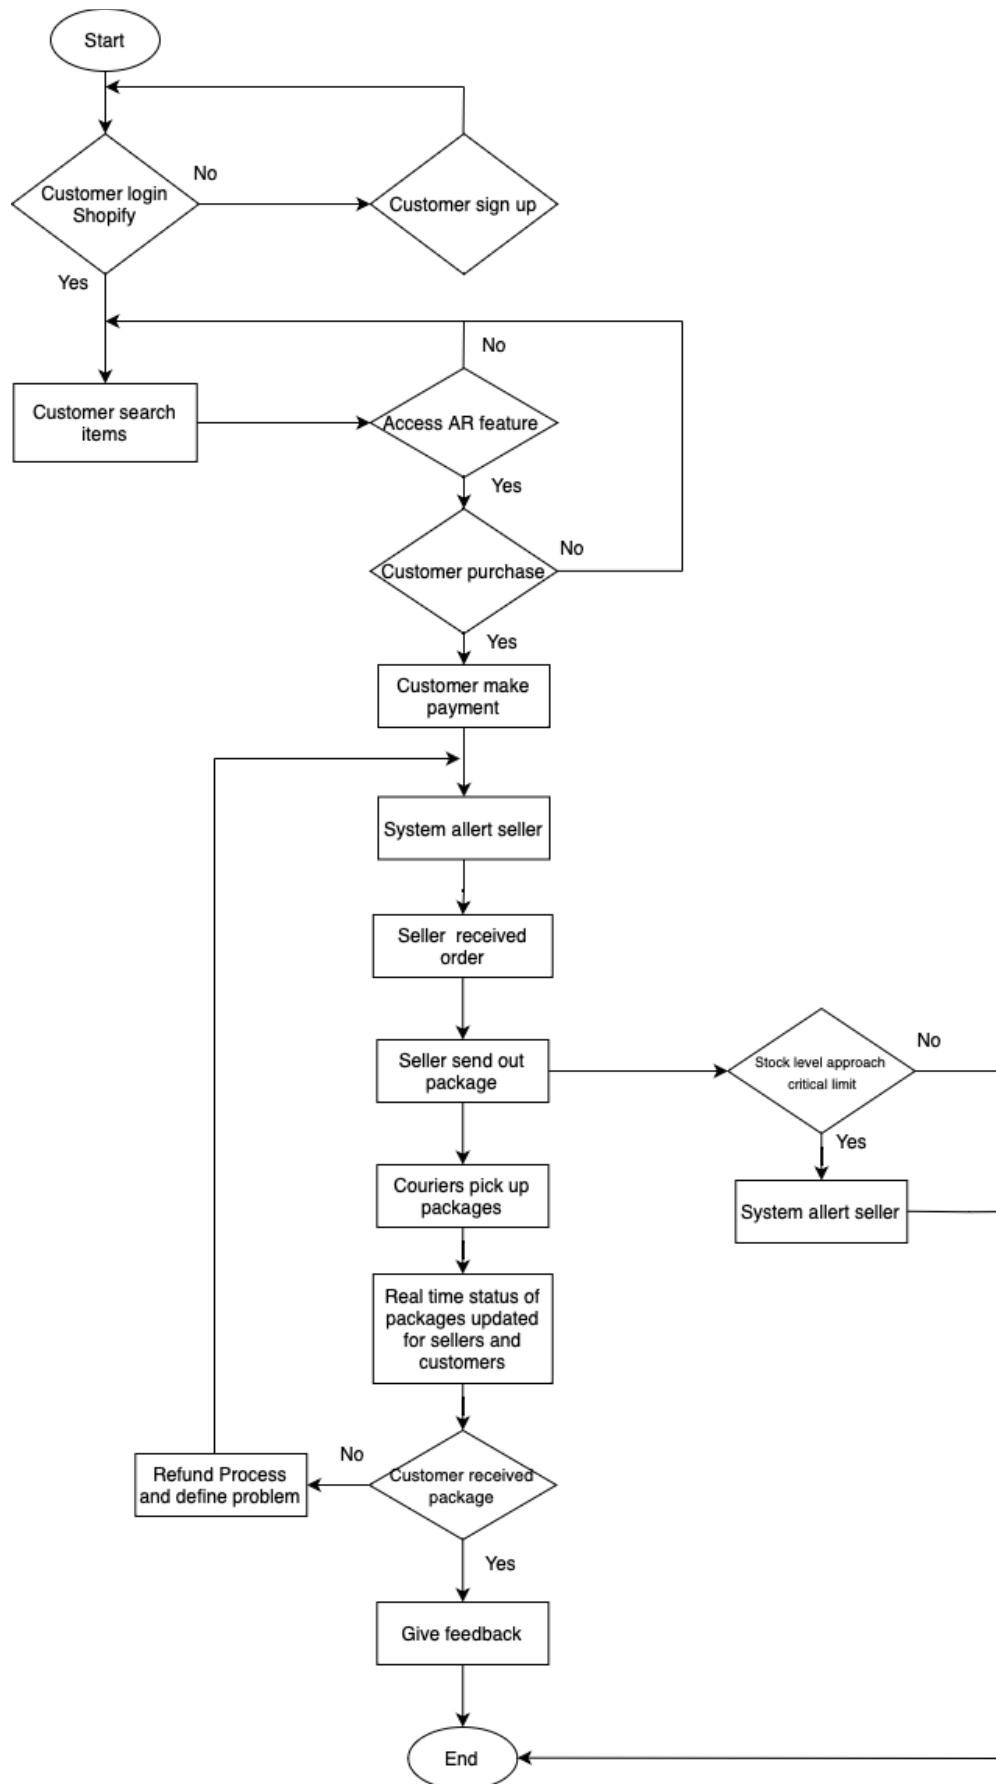 Start
Customer login
Shopify
No
Customer sign up
Yes
No
Customer search
items
Access AR feature
Yes
Customer purchase
No
Yes
Customer make
payment
System allert seller
Seller received
order
Seller send out
package
Stock level approach
critical limit
No
Yes
System allert seller
Couriers pick up
packages
Real time status of
packages updated
for sellers and
customers
Customer received
package
No
Refund Process
and define problem
Yes
Give feedback
End